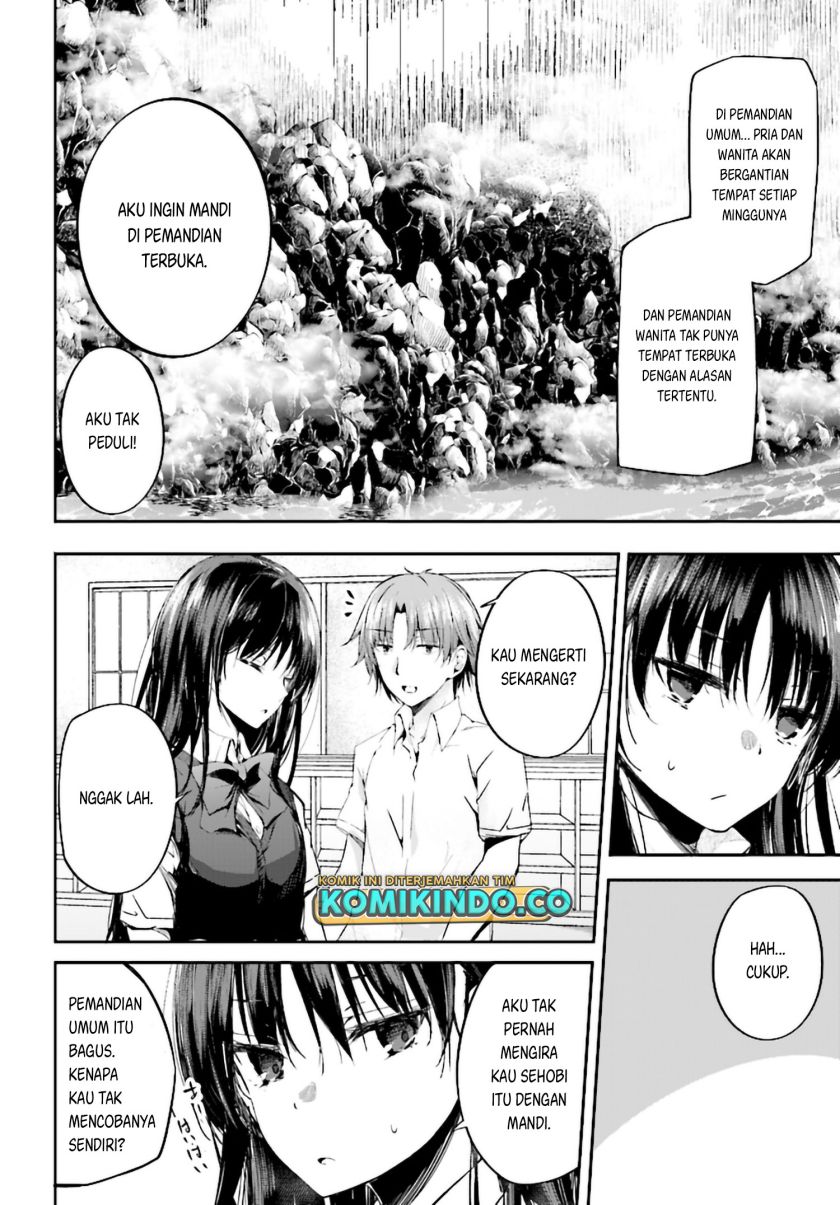 DI PEMANDIAN
UMUM... PRIA DAN
WANITA AKAN
BERGANTIAN
TEMPAT SETIAP
MINGGUNYA
DAN PEMANDIAN
WANITA TAK PUNYA
TEMPAT TERBUKA
DENGAN ALASAN
TERTENTU.
AKU INGIN MANDI
DI PEMANDIAN
TERBUKA.
AKU TAK
PEDULI!
KAU MENGERTI
SEKARANG?
NGGAK LAH.
KOMIK INI DITERJEMAHKAN TIM
KOMIKINDO.CO
HAH...
CUKUP.
AKU TAK
PERNAH
MENGIRA
KAU SEHOBI
ITU DENGAN
MANDI.
PEMANDIAN
UMUM ITU
BAGUS.
KENAPA
KAU TAK
MENCOBANYA
SENDIRI?